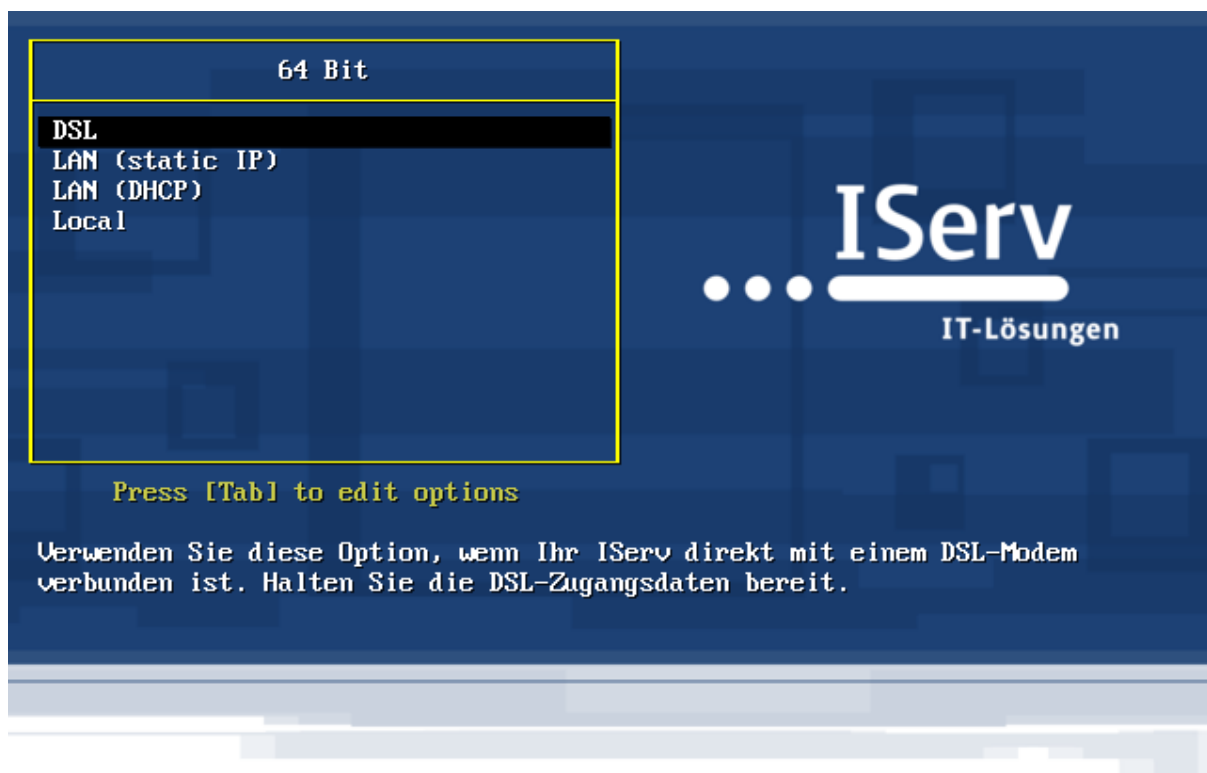 64 Bit
DSL
LAN (static IP)
LAN (DHCP)
Local
IServ
IT-Lösungen
Press [Tab] to edit options
Verwenden Sie diese Option, wenn Ihr IServ direkt mit einem DSL-Modem
verbunden ist. Halten Sie die DSL-Zugangsdaten bereit.